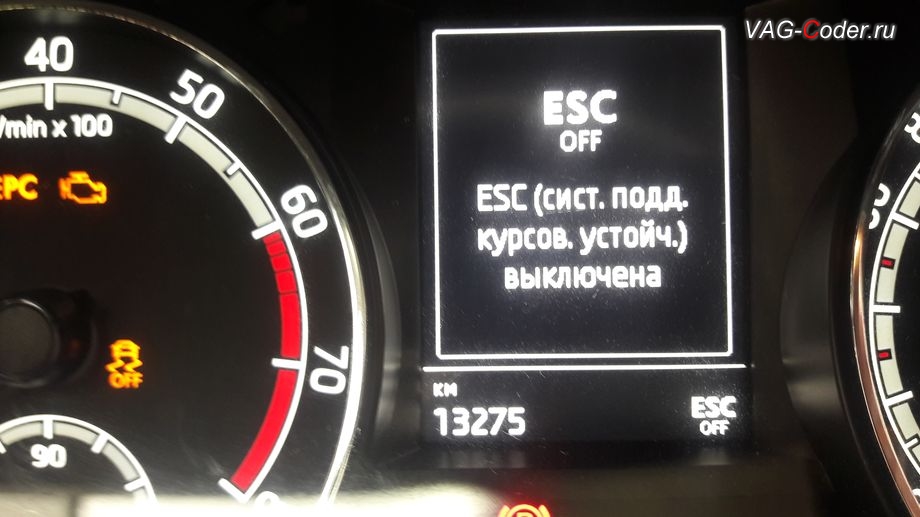 VAG-Coder.ru
40
50
/min x 100
EPC
60
70
OFF
90
ESC
OFF
ESC (сист. подд.
курсов. устойч.)
выключена
км
13275
ESC
OFF